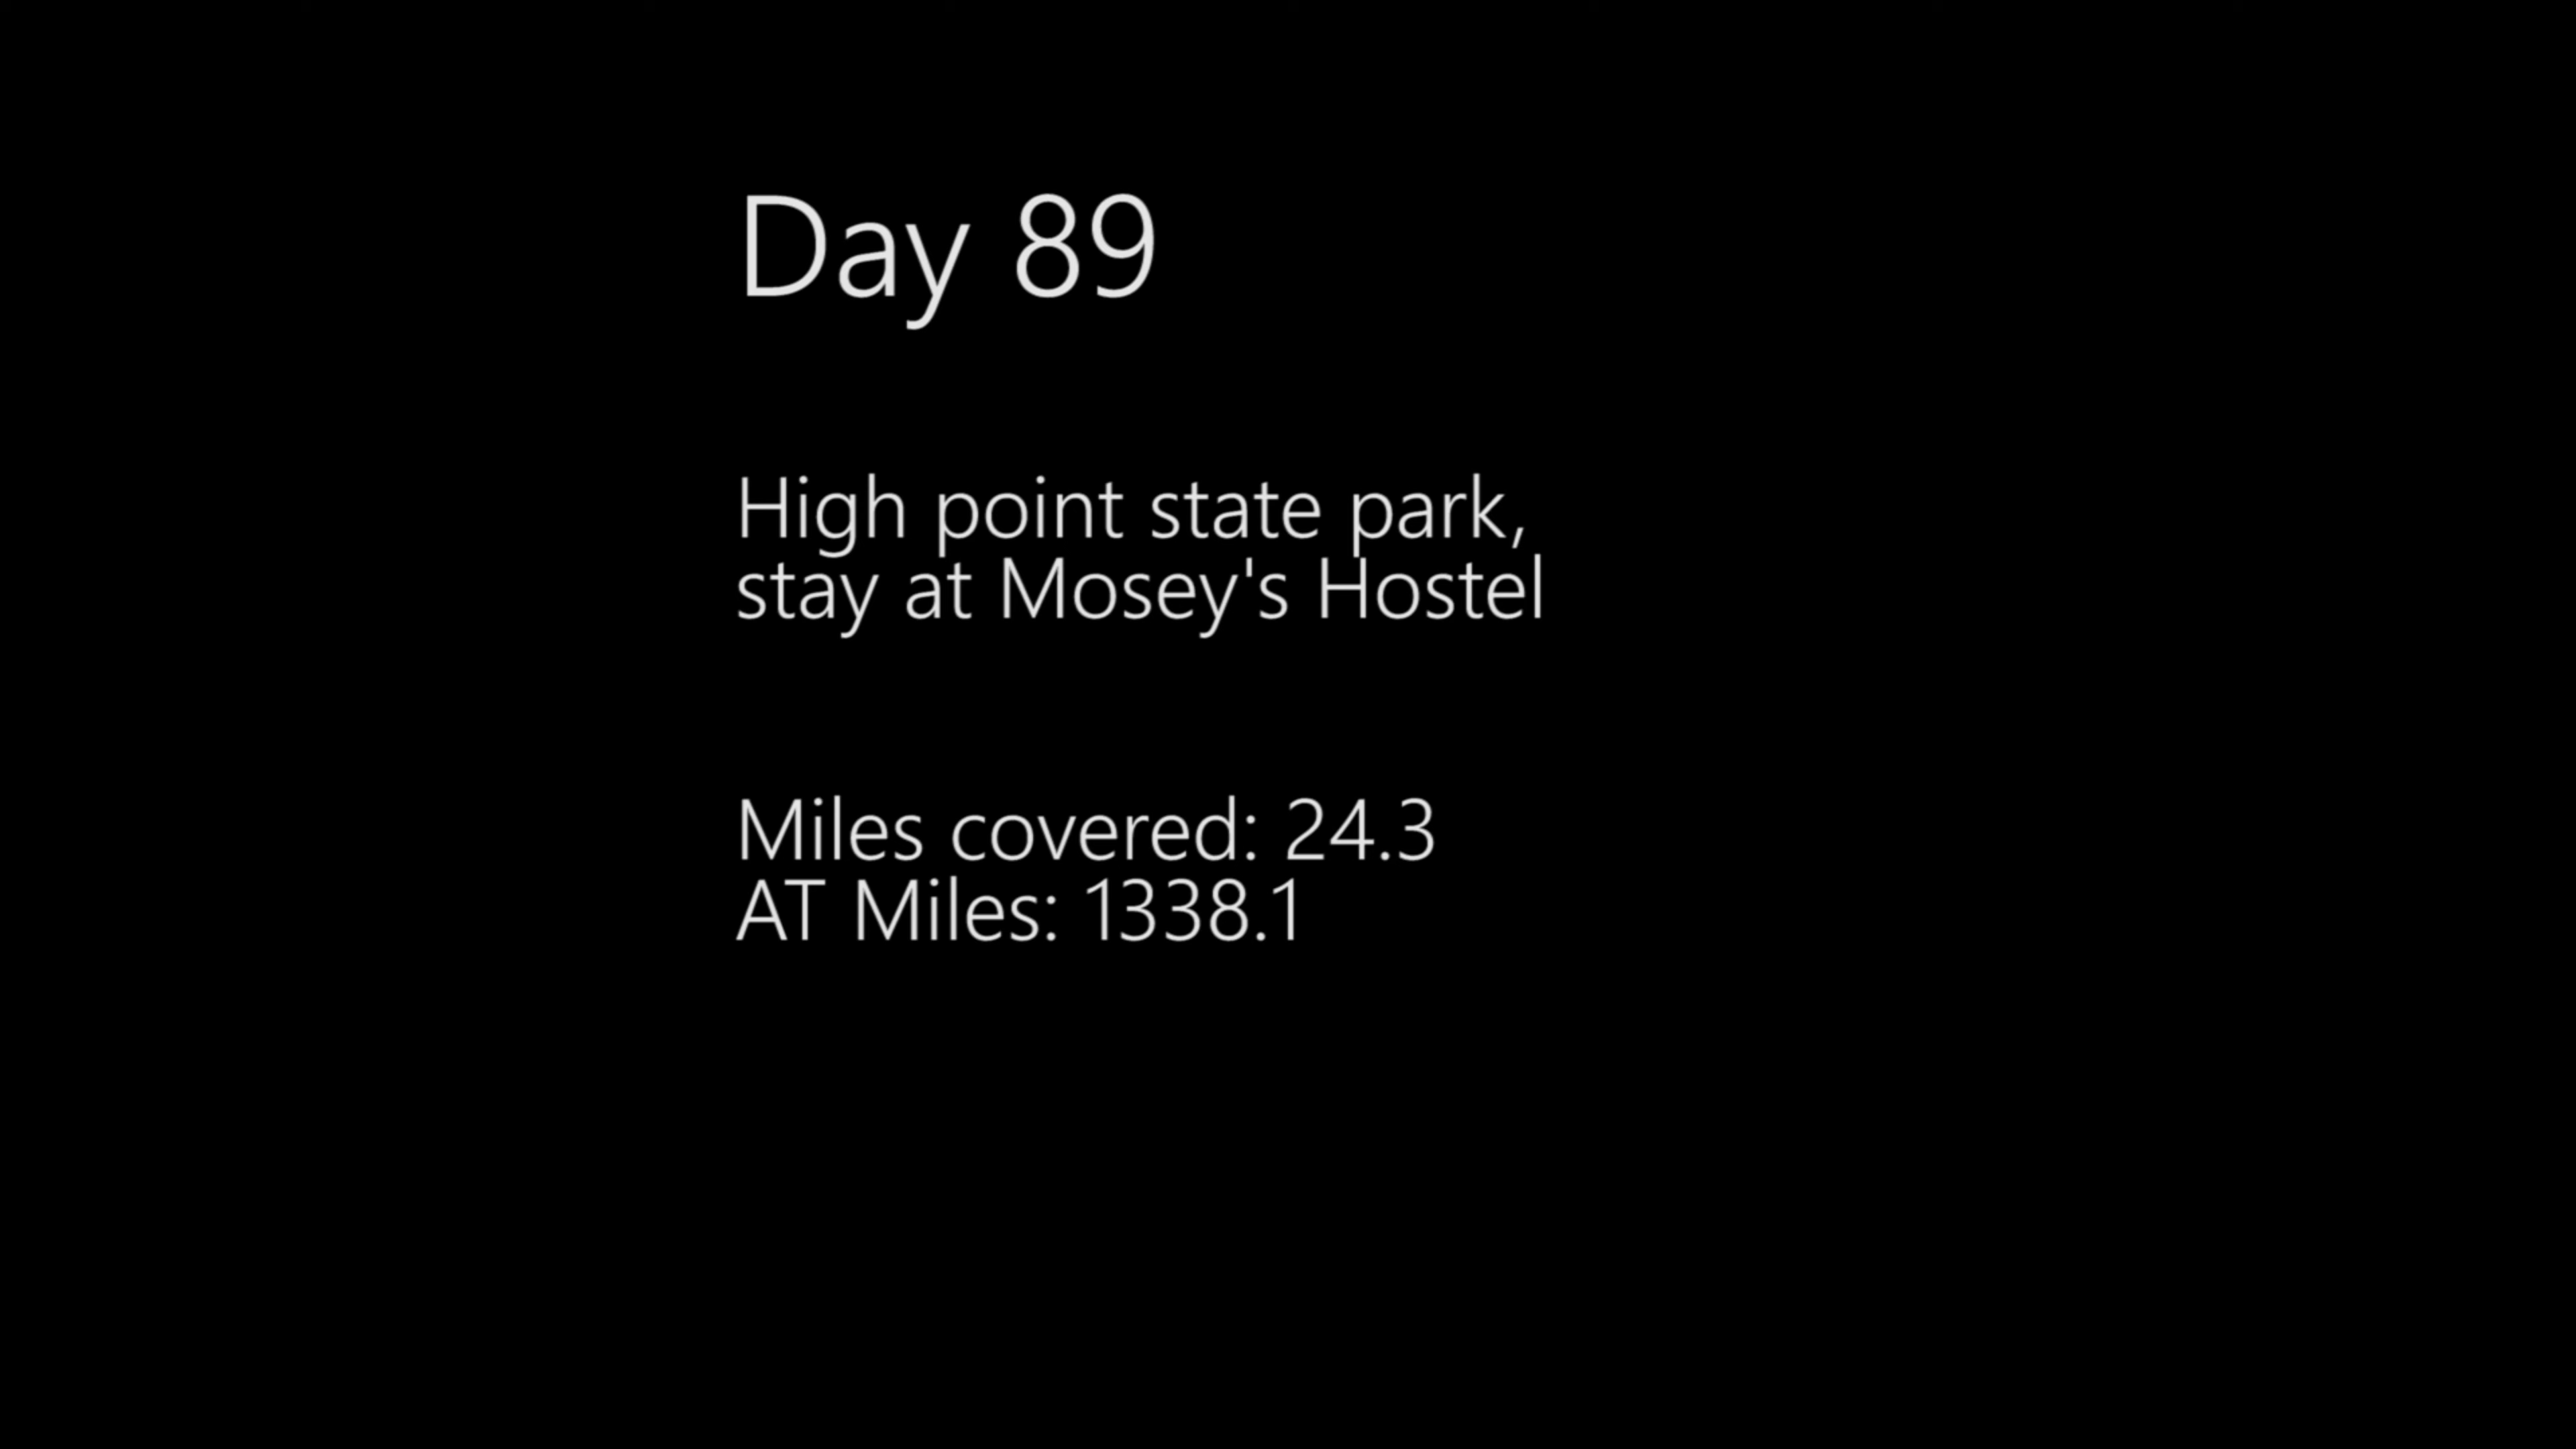 Day 89
High point state park,
stay at Mosey's Hostel
Miles covered: 24.3
AT Miles: 1338.1